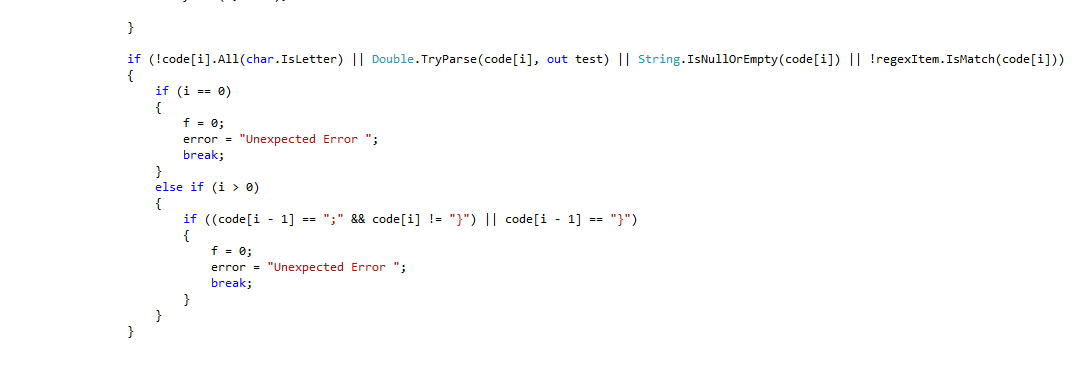 }
if (!code[i].All(char.IsLetter) || Double.TryParse(code[i], out test) || String.IsNullOrEmpty(code[i]) || !regexItem.IsMatch(code[i]))
{
if (i == 0)
{
f = 0;
error = "Unexpected Error ";
break;
}
else if (i > 0)
{
if ((code[i - 1] == ";" && code[i] != "}") || code[i - 1] == "}")
{
f = 0;
error = "Unexpected Error ";
break;
}
}
}